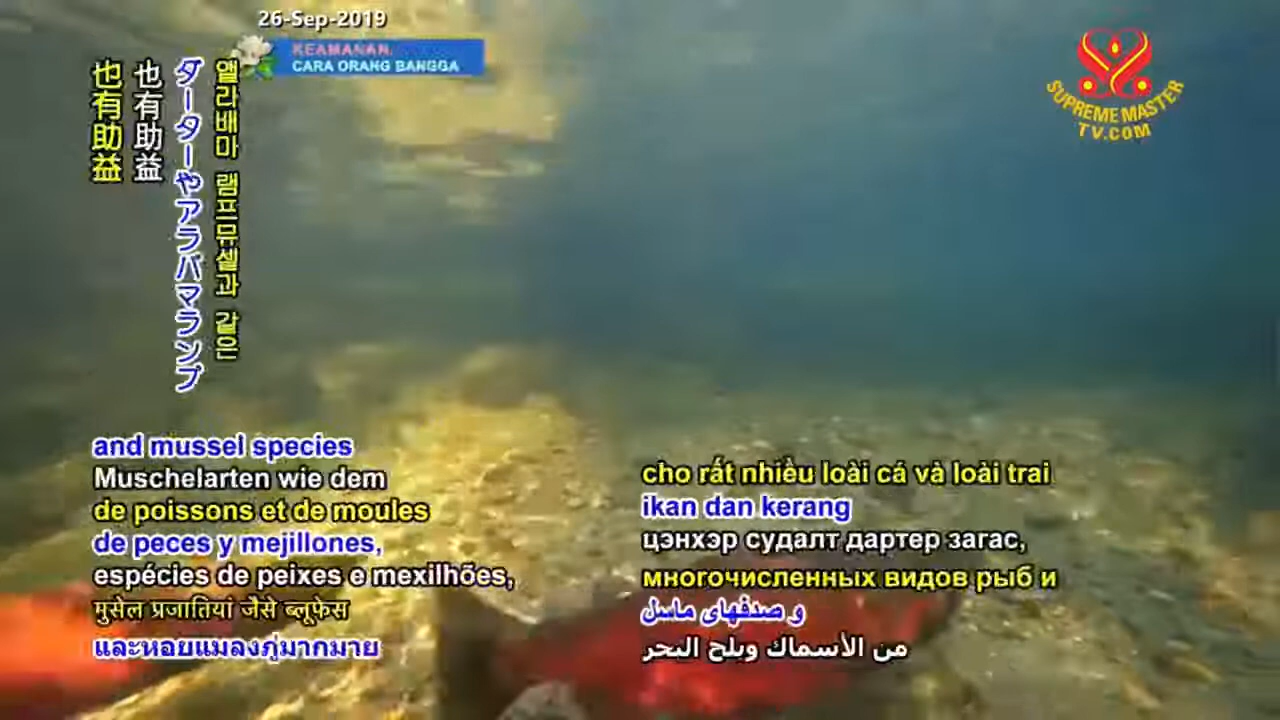 26-Sep-2019
KEAMANAN:
CARA ORANG BANGGA
SUPREME MASTER
TV.COM
앨라배마 램프뮤셀과 같은
ダーターやアラバマランプ
也有助益
也有助益
and mussel species
Muschelarten wie dem
de poissons et de moules
de peces y mejillones,
espécies de peixes e mexilhões,
मुसेल प्रजातियां जैसे ब्लूफेस
และหอยแมลงภู่มากมาย
cho rất nhiều loài cá và loài trai
ikan dan kerang
цэнхэр судалт дартер загас,
многочисленных видов рыб и
و صدفهای ماسل
من الأسماك وبلح البحر